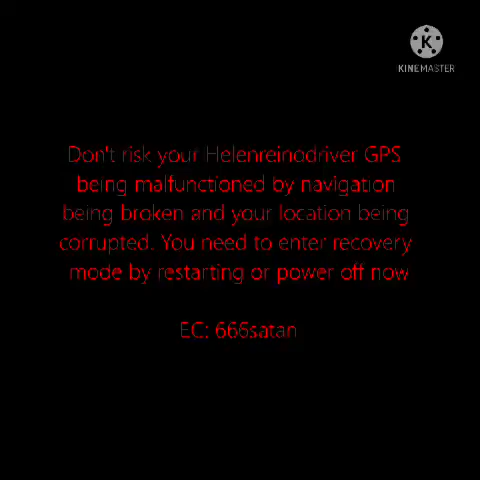 KINEMASTER
Don't risk your Helenreinodriver GPS
being malfunctioned by navigation
being broken and your location being
corrupted. You need to enter recovery
mode by restarting or power off now
EC: 666satan